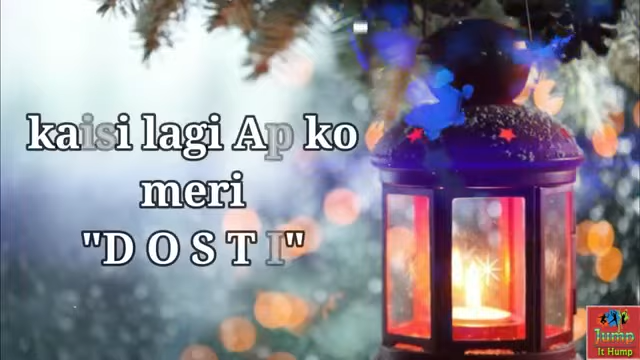 kaisi lagi Ap ko
meri
"D O S T I"
Jump
It Hump